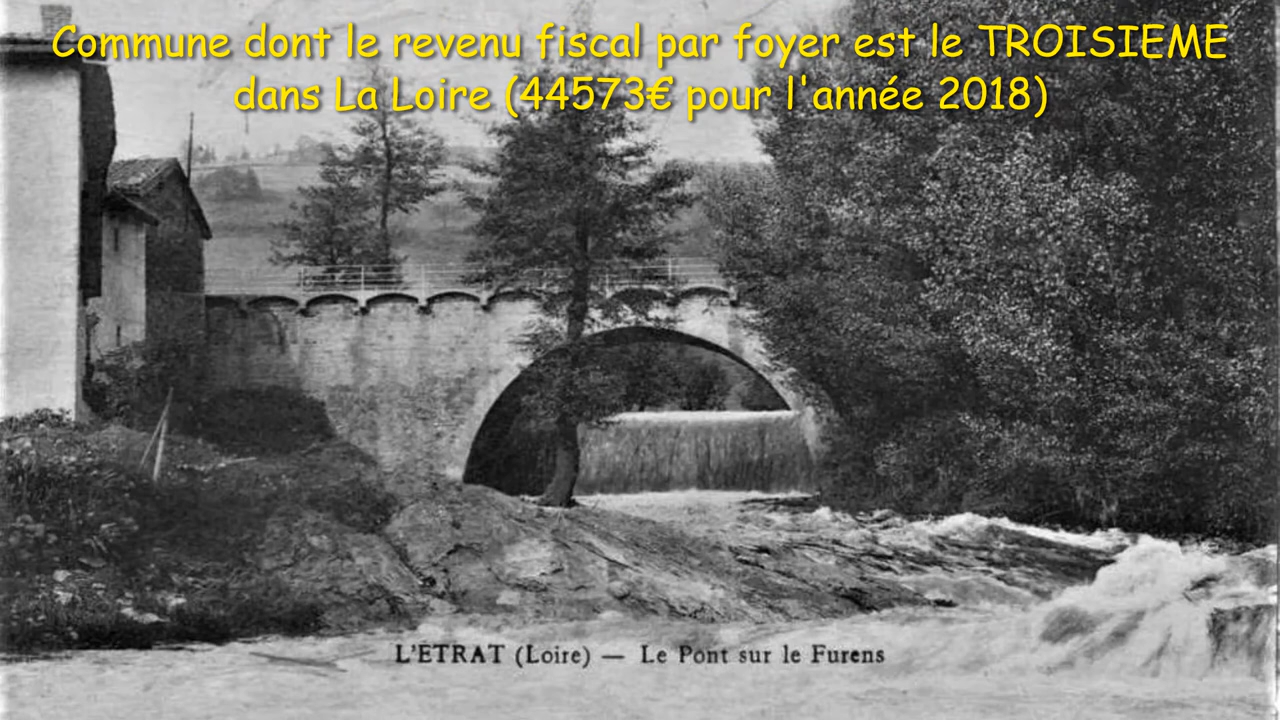 Commune dont le revenu fiscal par foyer est le TROISIEME
dans La Loire (44573€ pour l'année 2018)
L'ETRAT (Loire) — Le Pont sur le Furens